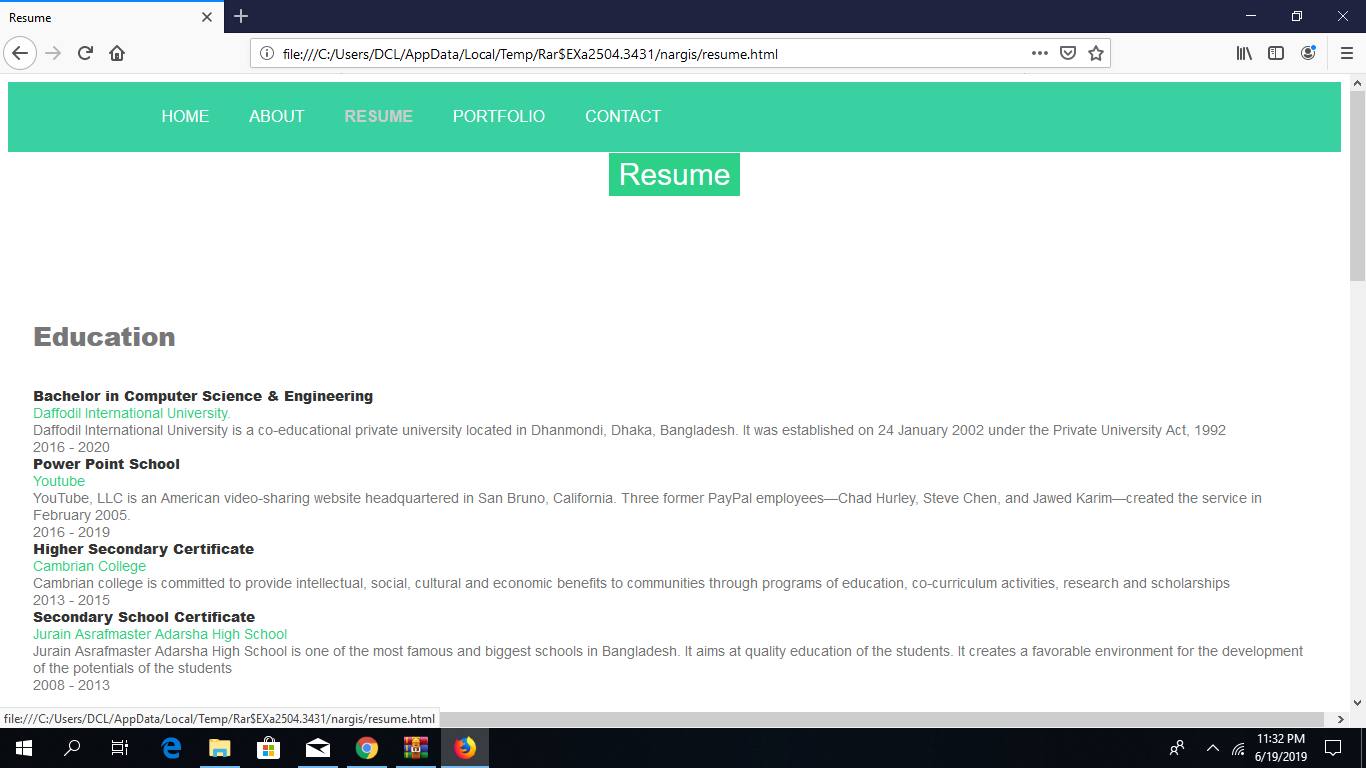 Resume
file:///C:/Users/DCL/AppData/Local/Temp/Rar$EXa2504.3431/nargis/resume.html
HOME ABOUT RESUME PORTFOLIO CONTACT
Resume
Education
Bachelor in Computer Science & Engineering
Daffodil International University.
Daffodil International University is a co-educational private university located in Dhanmondi, Dhaka, Bangladesh. It was established on 24 January 2002 under the Private University Act, 1992
2016 - 2020
Power Point School
Youtube
YouTube, LLC is an American video-sharing website headquartered in San Bruno, California. Three former PayPal employees—Chad Hurley, Steve Chen, and Jawed Karim—created the service in
February 2005.
2016 - 2019
Higher Secondary Certificate
Cambrian College
Cambrian college is committed to provide intellectual, social, cultural and economic benefits to communities through programs of education, co-curriculum activities, research and scholarships
2013 - 2015
Secondary School Certificate
Jurain Asrafmaster Adarsha High School
Jurain Asrafmaster Adarsha High School is one of the most famous and biggest schools in Bangladesh. It aims at quality education of the students. It creates a favorable environment for the development
of the potentials of the students
2008 - 2013
file:///C:/Users/DCL/AppData/Local/Temp/Rar$EXa2504.3431/nargis/resume.html
11:32 PM
6/19/2019